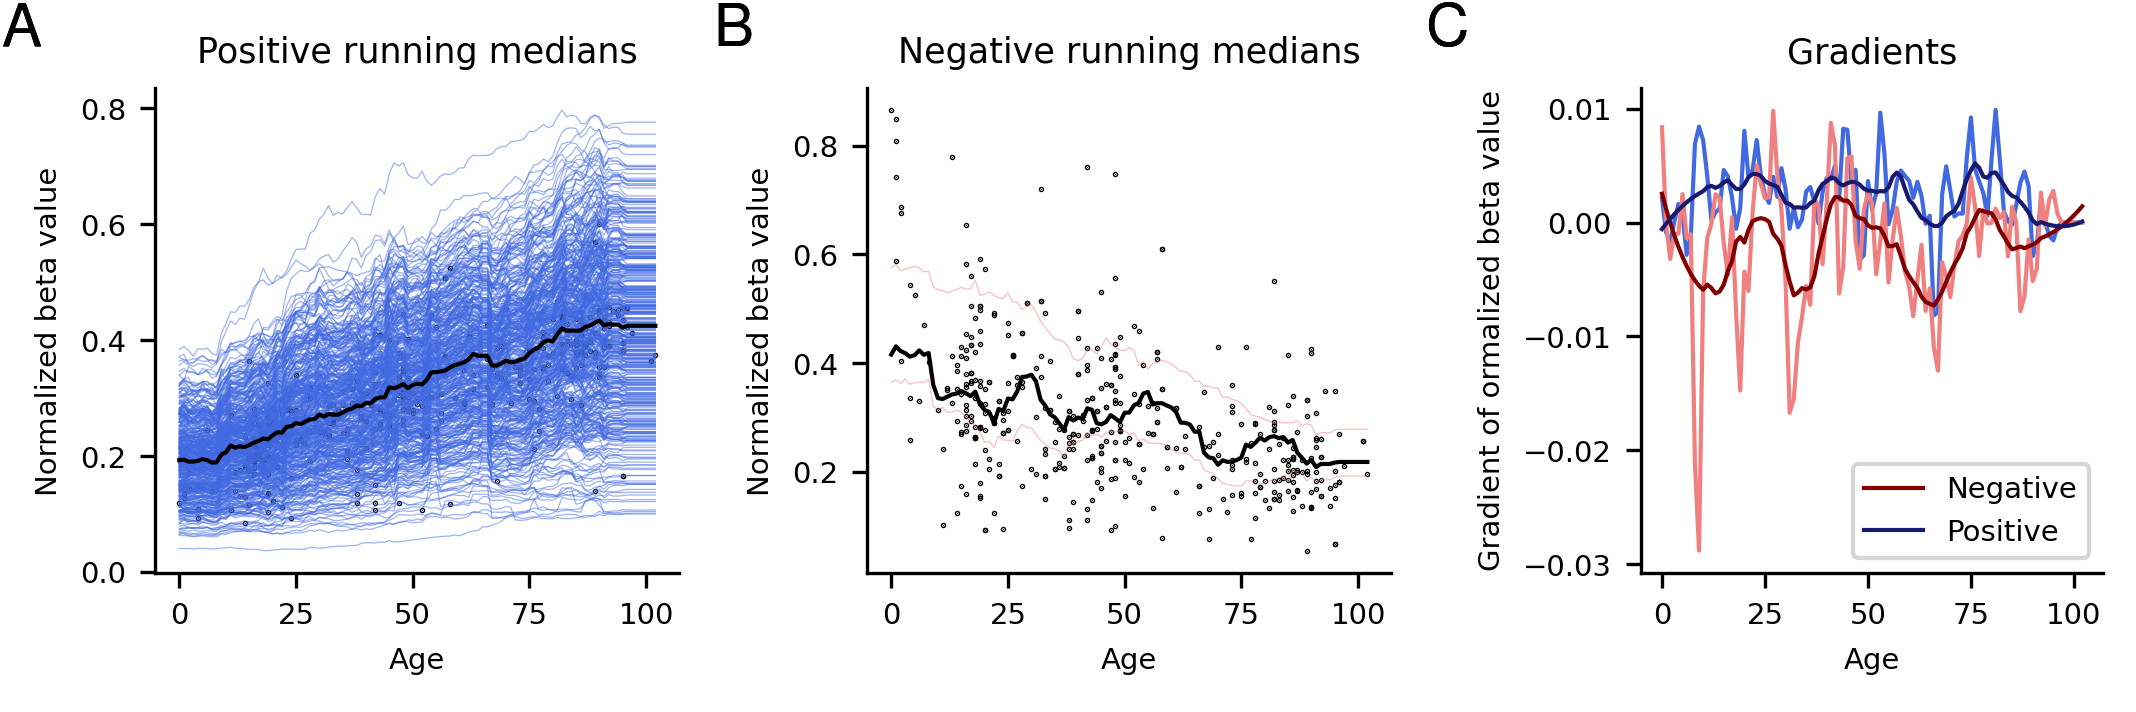 A
Positive running medians
Normalized beta value
0.8
0.6
0.4
0.2
0.0
0
25
50
75
100
Age
B
Negative running medians
Normalized beta value
0.8
0.6
0.4
0.2
0
25
50
75
100
Age
C
Gradients
Gradient of ormalized beta value
0.01
0.00
−0.01
−0.02
−0.03
Negative
Positive
0
25
50
75
100
Age